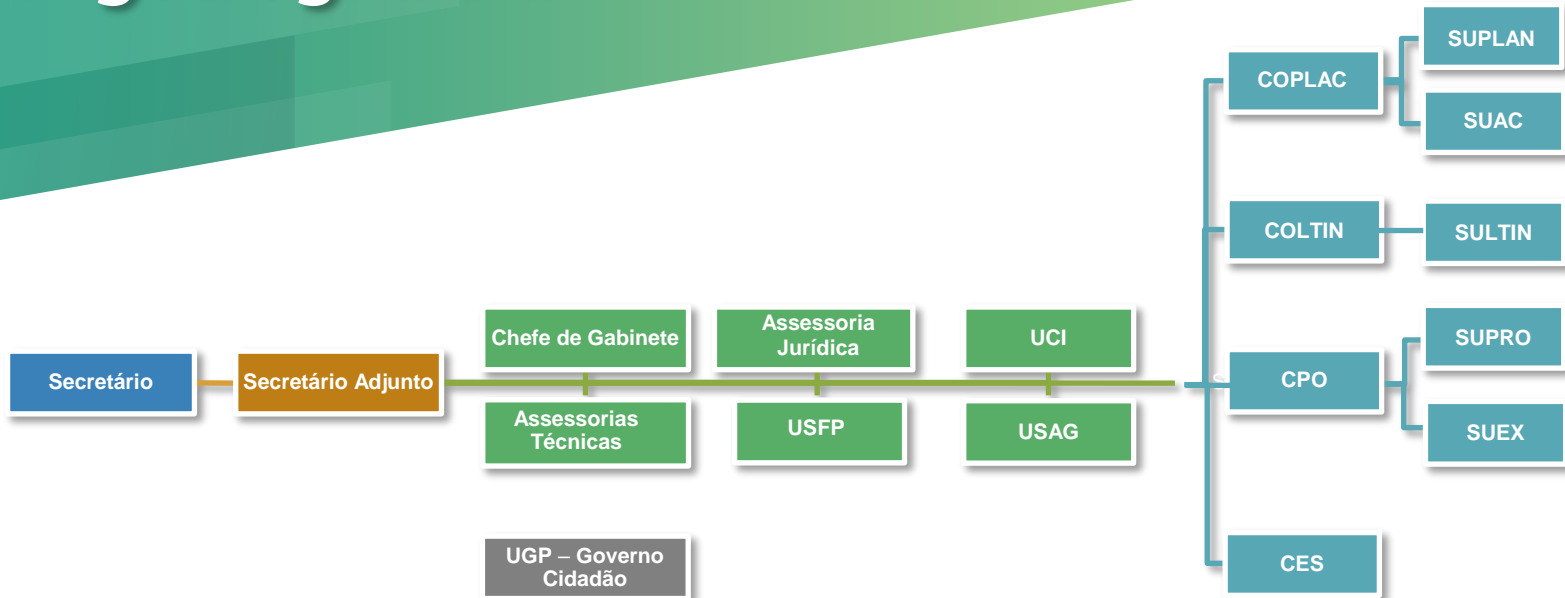 SUPLAN
COPLAC
SUAC
COLTIN
SULTIN
Chefe de Gabinete
Assessoria
Jurídica
UCI
SUPRO
Secretário
Secretário Adjunto
CPO
Assessorias
Técnicas
USFP
USAG
SUEX
UGP – Governo
Cidadão
CES